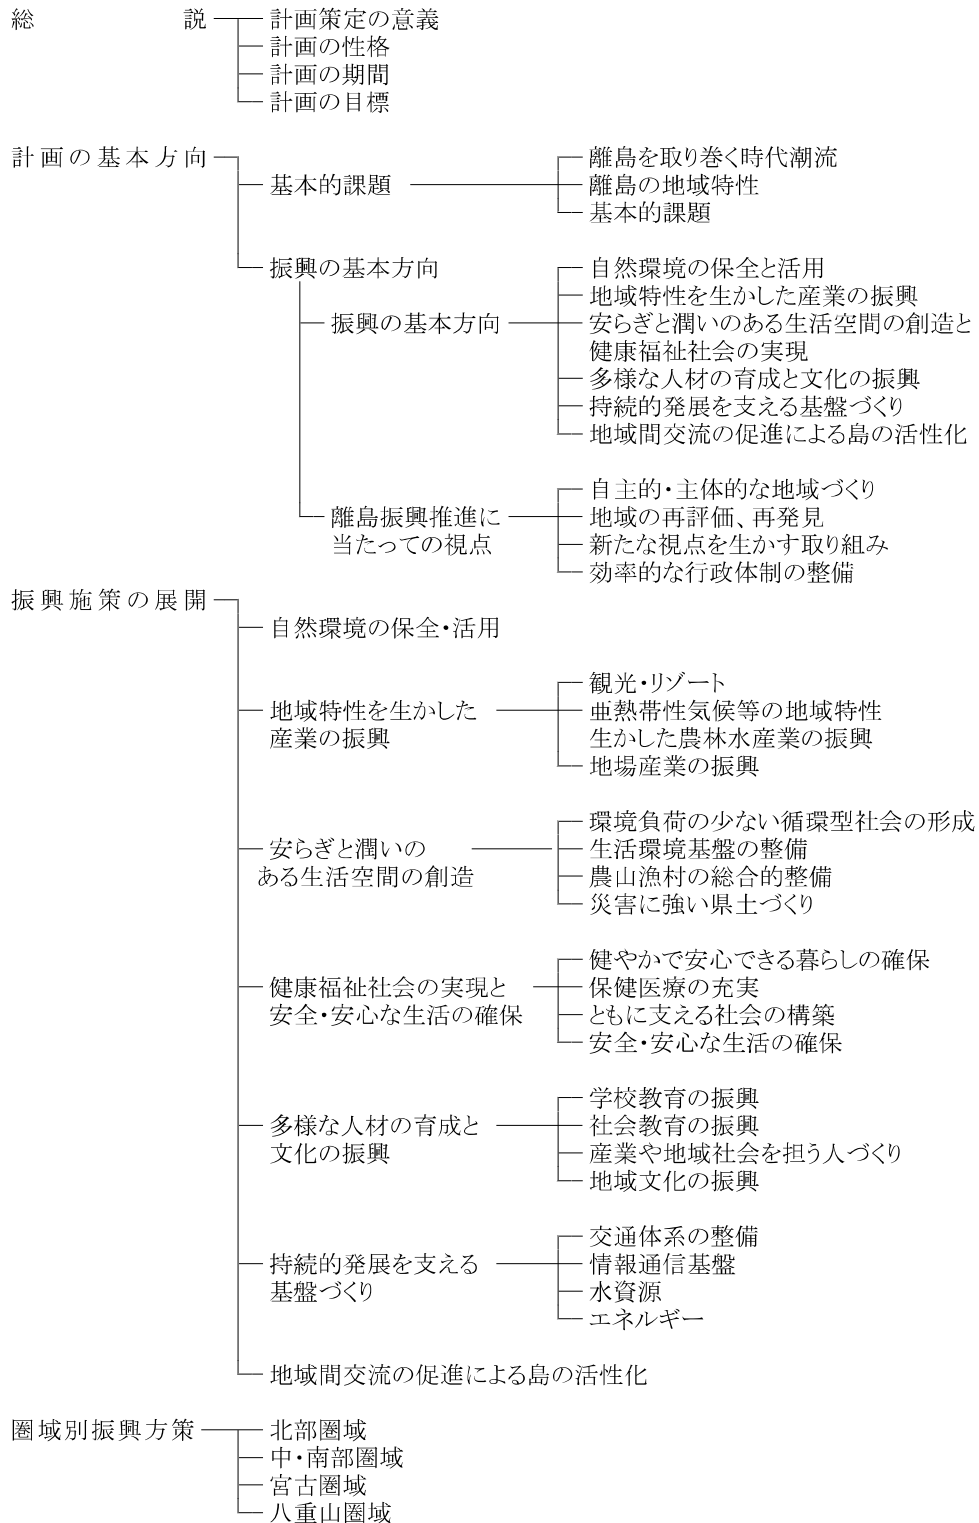 総説
計画策定の意義
計画の性格
計画の期間
計画の目標
計画の基本方向
基本的課題
離島を取り巻く時代潮流
離島の地域特性
基本的課題
振興の基本方向
振興の基本方向
自然環境の保全と活用
地域特性を生かした産業の振興
安らぎと潤いのある生活空間の創造と
健康福祉社会の実現
多様な人材の育成と文化の振興
持続的発展を支える基盤づくり
地域間交流の促進による島の活性化
離島振興推進に
当たっての視点
自主的・主体的な地域づくり
地域の再評価、再発見
新たな視点を生かす取り組み
効率的な行政体制の整備
振興施策の展開
自然環境の保全・活用
地域特性を生かした
産業の振興
観光・リゾート
亜熱帯性気候等の地域特性
生かした農林水産業の振興
地場産業の振興
安らぎと潤いの
ある生活空間の創造
環境負荷の少ない循環型社会の形成
生活環境基盤の整備
農山漁村の総合的整備
災害に強い県土づくり
健康福祉社会の実現と
安全・安心な生活の確保
健やかで安心できる暮らしの確保
保健医療の充実
ともに支える社会の構築
安全・安心な生活の確保
多様な人材の育成と
文化の振興
学校教育の振興
社会教育の振興
産業や地域社会を担う人づくり
地域文化の振興
持続的発展を支える
基盤づくり
交通体系の整備
情報通信基盤
水資源
エネルギー
地域間交流の促進による島の活性化
圏域別振興方策
北部圏域
中・南部圏域
宮古圏域
八重山圏域